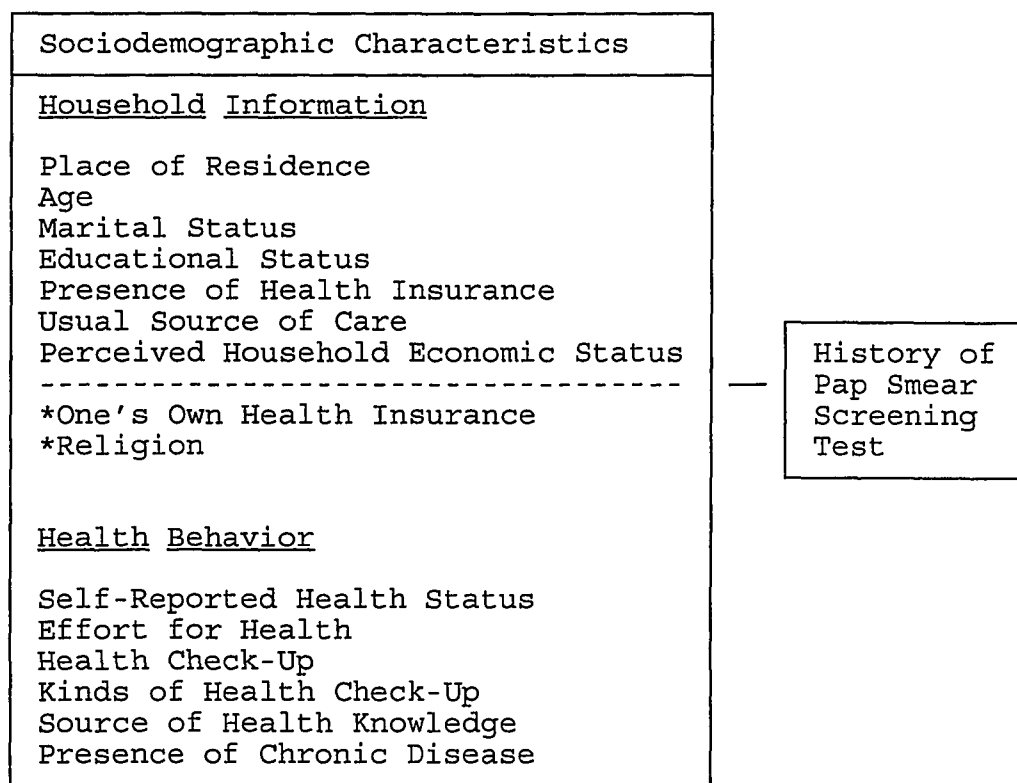 Sociodemographic Characteristics
Household Information
Place of Residence
Age
Marital Status
Educational Status
Presence of Health Insurance
Usual Source of Care
Perceived Household Economic Status
-----------------------------------
*One's Own Health Insurance
*Religion
Health Behavior
Self-Reported Health Status
Effort for Health
Health Check-Up
Kinds of Health Check-Up
Source of Health Knowledge
Presence of Chronic Disease
History of
Pap Smear
Screening
Test